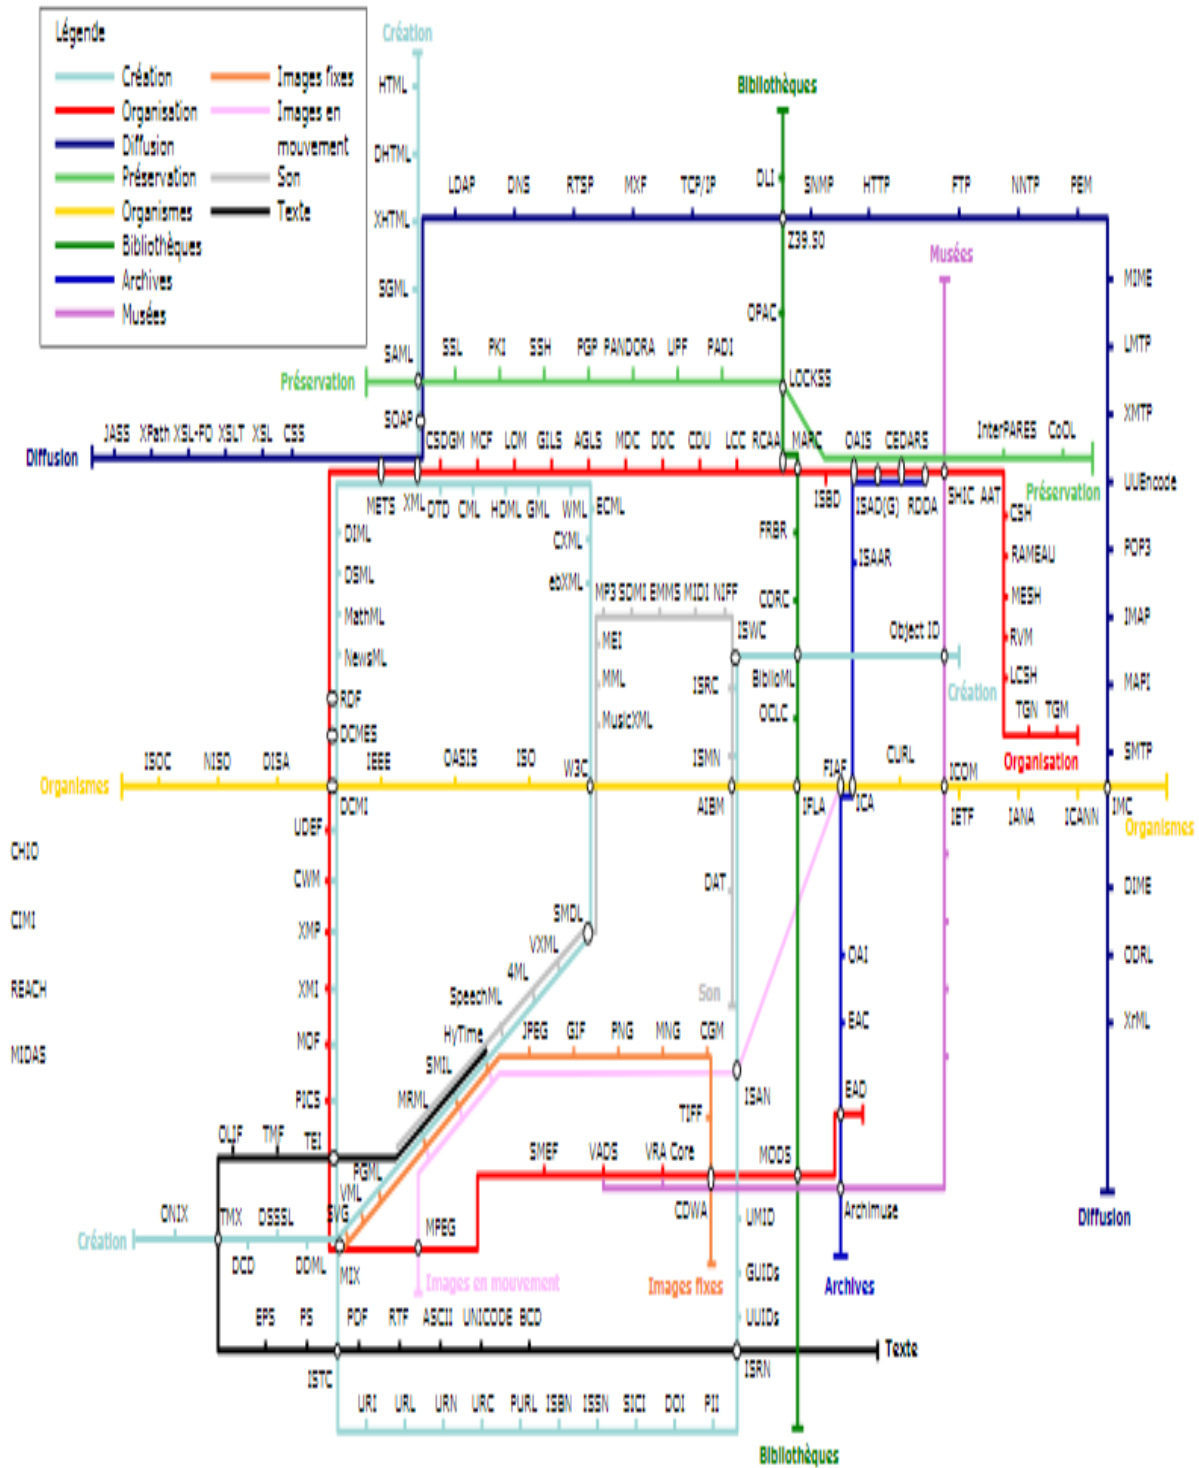 Légende
Création
Organisation
Diffusion
Préservation
Organismes
Bibliothèques
Archives
Musées
Images fixes
Images en
mouvement
Son
Texte
Création
HTML
DHTML
XHTML
SGML
SAML
SOAP
Bibliothèques
DLI
LDAP
DNS
RTSP
MXF
TCP/IP
SNMP
HTTP
FTP
NNTP
PEM
Z39.50
Musées
OPAC
MIME
LMTP
XMTP
UUEncode
POP3
IMAP
MAPI
SMTP
Préservation
SSL
PKI
SSH
PGP
PANDORA
UPF
PADI
LOCKSS
InterPARES
CoOL
Préservation
Diffusion
JASS
XPath
XSL-FO
XSLT
XSL
CSS
CSDGM
MCF
LOM
GILS
AGLS
MDC
DDC
CDU
LCC
RCAA
MARC
OAIS
CEDARS
METS
XML
DTD
CML
HDML
GML
WML
ECML
ISBD
ISAD(G)
RDDA
SHIC
AAT
CSH
RAMEAU
MESH
RVM
LCSH
TGN
TGM
Organisation
DIML
DSML
MathML
NewsML
RDF
DCMES
CXML
ebXML
FRBR
CORC
ISAAR
MP3
SDMI
EMMS
MIDI
NIFF
MEI
MML
MusicXML
ISWC
ISRC
ISMN
BiblioML
OCLC
Object ID
Création
Organismes
ISOC
NISO
DISA
DCMI
IEEE
OASIS
ISO
W3C
AIBM
IFLA
FIAF
ICA
CURL
ICOM
IETF
IANA
ICANN
IMC
Organismes
CHIO
CIMI
REACH
MIDAS
UDEF
CWM
XMP
XMI
MOF
PICS
TEI
SMDL
VXML
4ML
SpeechML
HyTime
SMIL
MRML
PGML
VML
SVG
DAT
Son
OAI
EAC
EAD
DIME
ODRL
XrML
JPEG
GIF
PNG
MNG
CGM
ISAN
TIFF
OLIF
TMF
SMEF
VADS
VRA Core
MODS
CDWA
Archimuse
Diffusion
Création
ONIX
TMX
DSSSL
DCD
DDML
MIX
MPEG
UMID
GUIDs
UUIDs
Images en mouvement
Images fixes
Archives
EPS
PS
PDF
RTF
ASCII
UNICODE
BCD
Texte
ISTC
ISRN
URI
URL
URN
URC
PURL
ISBN
ISSN
SICI
DOI
PII
Bibliothèques